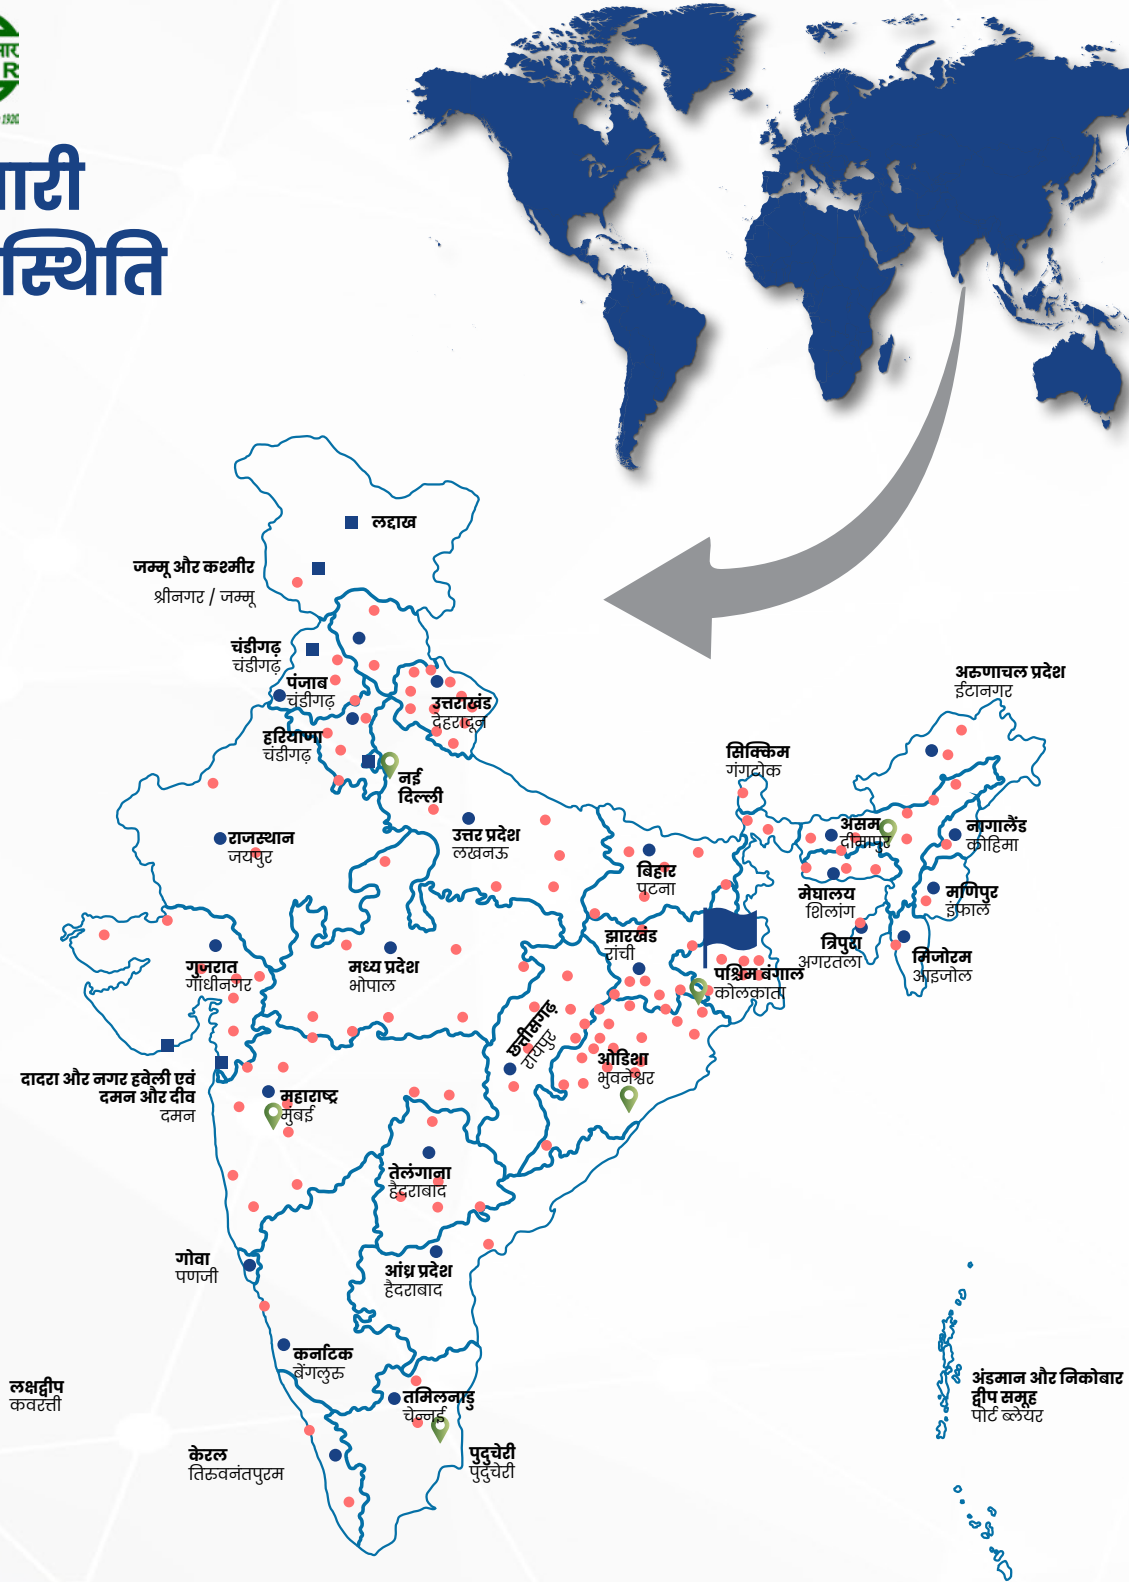 1920
लद्दाख
जम्मू और कश्मीर
श्रीनगर / जम्मू
चंडीगढ़
चंडीगढ़
पंजाब
चंडीगढ़
हरियाणा
चंडीगढ़
उत्तराखंड
देहरादून
नई
दिल्ली
अरुणाचल प्रदेश
ईटानगर
सिक्किम
गंगटोक
राजस्थान
जयपुर
उत्तर प्रदेश
लखनऊ
बिहार
पटना
असम
दीमापुर
नागालैंड
कोहिमा
मेघालय
शिलांग
मणिपुर
इंफाल
त्रिपुरा
अगरतला
मिजोरम
आइजोल
झारखंड
रांची
पश्चिम बंगाल
कोलकाता
गुजरात
गांधीनगर
मध्य प्रदेश
भोपाल
छत्तीसगढ़
रायपुर
ओडिशा
भुवनेश्वर
दादरा और नगर हवेली एवं
दमन और दीव
दमन
महाराष्ट्र
मुंबई
तेलंगाना
हैदराबाद
गोवा
पणजी
आंध्र प्रदेश
हैदराबाद
कर्नाटक
बेंगलुरु
लक्षद्वीप
कवरत्ती
तमिलनाडु
चेन्नई
केरल
तिरुवनंतपुरम
पुदुचेरी
पुदुचेरी
अंडमान और निकोबार
द्वीप समूह
पोर्ट ब्लेयर